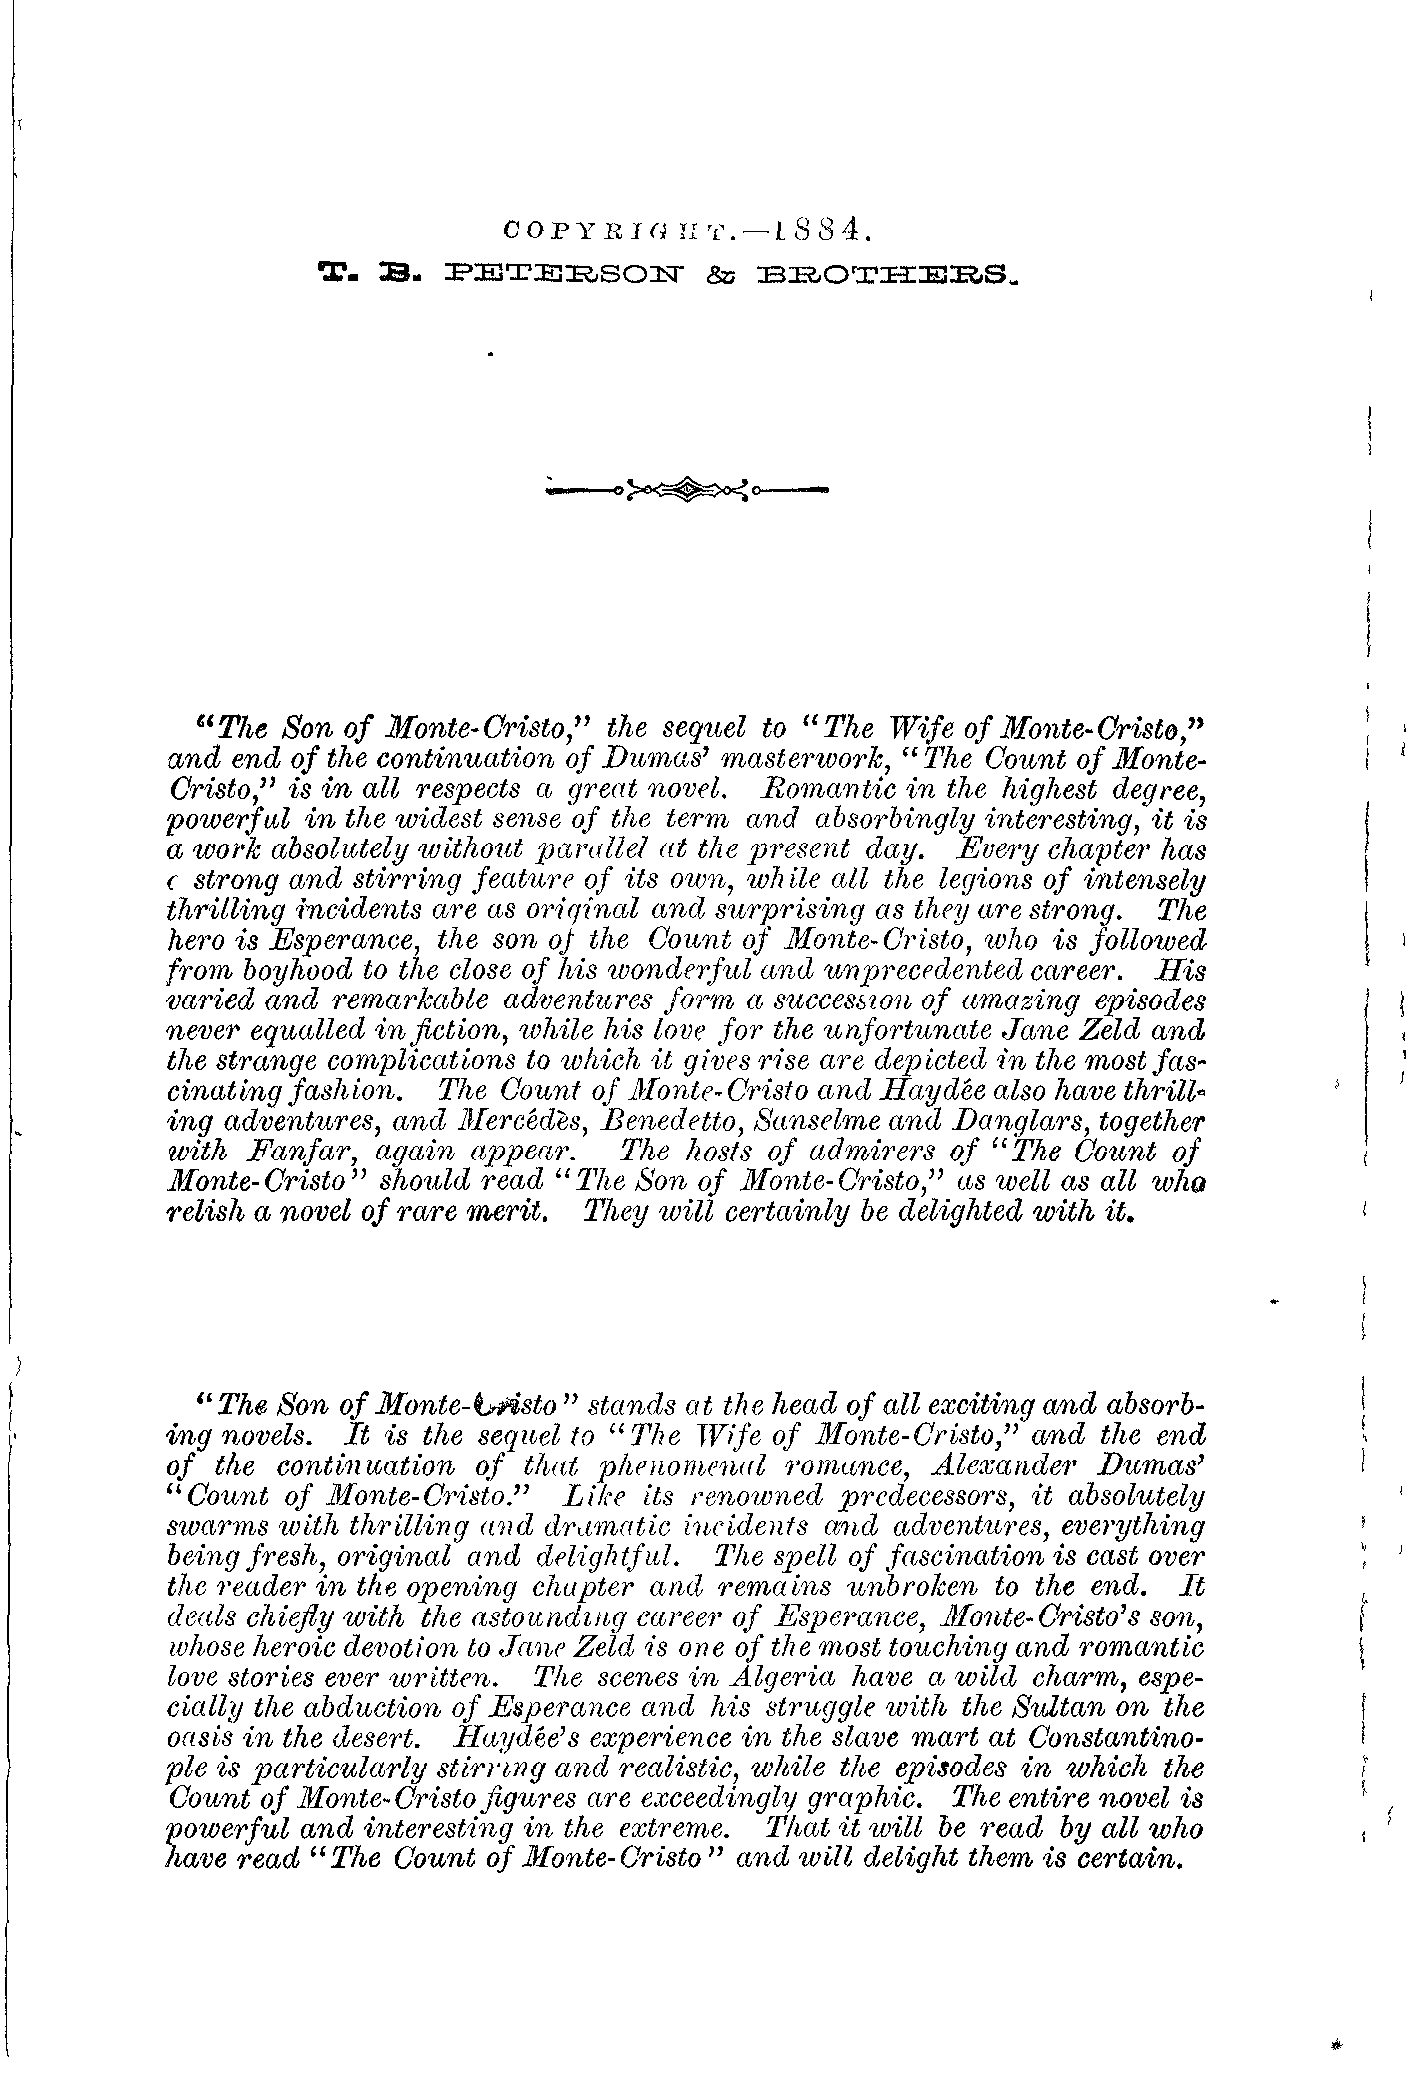 COPYRIGHT.—1884.
T. B. PETERSON & BROTHERS.
"The Son of Monte-Cristo," the sequel to "The Wife of Monte-Cristo,"
and end of the continuation of Dumas' masterwork, "The Count of Monte-
Cristo," is in all respects a great novel. Romantic in the highest degree,
powerful in the widest sense of the term and absorbingly interesting, it is
a work absolutely without parallel at the present day. Every chapter has
strong and stirring feature of its own, while all the legions of intensely
thrilling incidents are as original and surprising as they are strong. The
hero is Esperance, the son of the Count of Monte-Cristo, who is followed
from boyhood to the close of his wonderful and unprecedented career. His
varied and remarkable adventures form a succession of amazing episodes
never equalled in fiction, while his love for the unfortunate Jane Zeld and
the strange complications to which it gives rise are depicted in the most fas-
cinating fashion. The Count of Monte-Cristo and Haydée also have thrill-
ing adventures, and Mercédès, Benedetto, Sanselme and Danglars, together
with Fanfar, again appear. The hosts of admirers of "The Count of
Monte-Cristo" should read "The Son of Monte-Cristo," as well as all who
relish a novel of rare merit. They will certainly be delighted with it.
"The Son of Monte-Cristo" stands at the head of all exciting and absorb-
ing novels. It is the sequel to "The Wife of Monte-Cristo," and the end
of the continuation of that phenomenal romance, Alexander Dumas'
"Count of Monte-Cristo." Like its renowned predecessors, it absolutely
swarms with thrilling and dramatic incidents and adventures, everything
being fresh, original and delightful. The spell of fascination is cast over
the reader in the opening chapter and remains unbroken to the end. It
deals chiefly with the astounding career of Esperance, Monte-Cristo's son,
whose heroic devotion to Jane Zeld is one of the most touching and romantic
love stories ever written. The scenes in Algeria have a wild charm, espe-
cially the abduction of Esperance and his struggle with the Sultan on the
oasis in the desert. Haydée's experience in the slave mart at Constantino-
ple is particularly stirring and realistic, while the episodes in which the
Count of Monte-Cristo figures are exceedingly graphic. The entire novel is
powerful and interesting in the extreme. That it will be read by all who
have read "The Count of Monte-Cristo" and will delight them is certain.